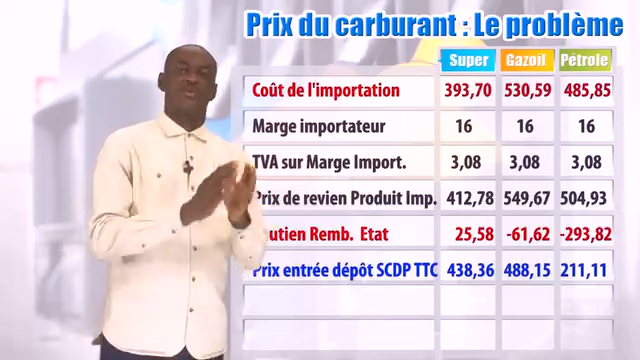 Prix du carburant : Le problème
Super Gazoil Pétrole
Coût de l'importation 393,70 530,59 485,85
Marge importateur 16 16 16
TVA sur Marge Import. 3,08 3,08 3,08
Prix de revien Produit Imp. 412,78 549,67 504,93
utien Remb. Etat 25,58 -61,62 -293,82
Prix entrée dépôt SCDP TTC 438,36 488,15 211,11